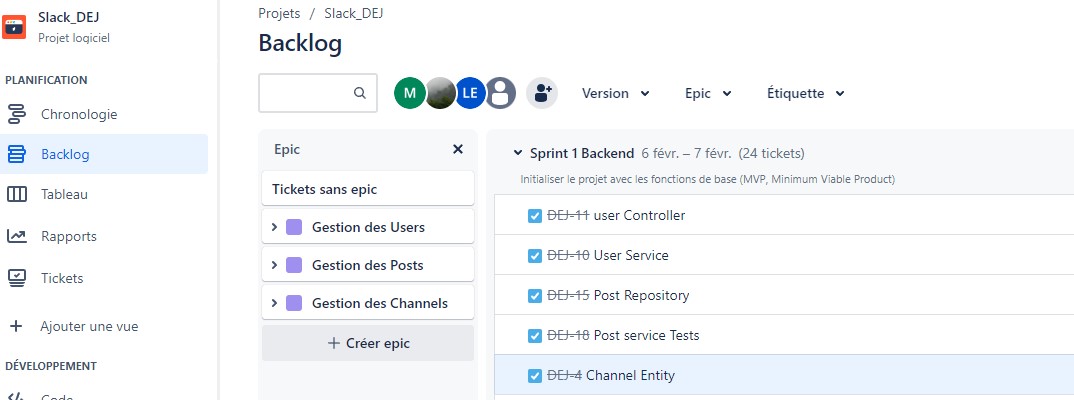 Slack_DEJ
Projet logiciel
PLANIFICATION
Chronologie
Backlog
Tableau
Rapports
Tickets
Ajouter une vue
DÉVELOPPEMENT
Code
Projets / Slack_DEJ
Backlog
M LE Version Epic Étiquette
Epic
Tickets sans epic
Gestion des Users
Gestion des Posts
Gestion des Channels
+ Créer epic
Sprint 1 Backend 6 févr. – 7 févr. (24 tickets)
Initialiser le projet avec les fonctions de base (MVP, Minimum Viable Product)
DEJ-11 user Controller
DEJ-10 User Service
DEJ-15 Post Repository
DEJ-18 Post service Tests
DEJ-4 Channel Entity